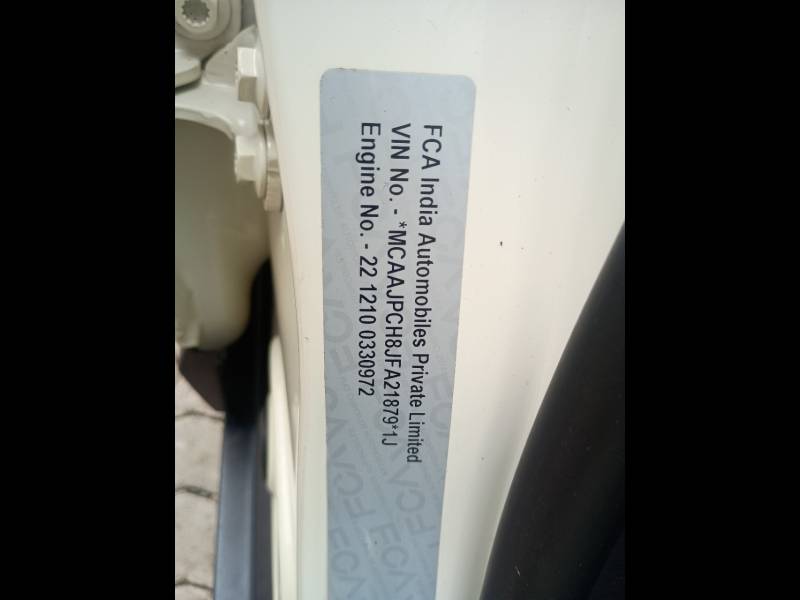 FCA India Automobiles Private Limited
VIN No. - *MCAAJPCH8JFA21879*1J
Engine No. - 22 1210 0330972